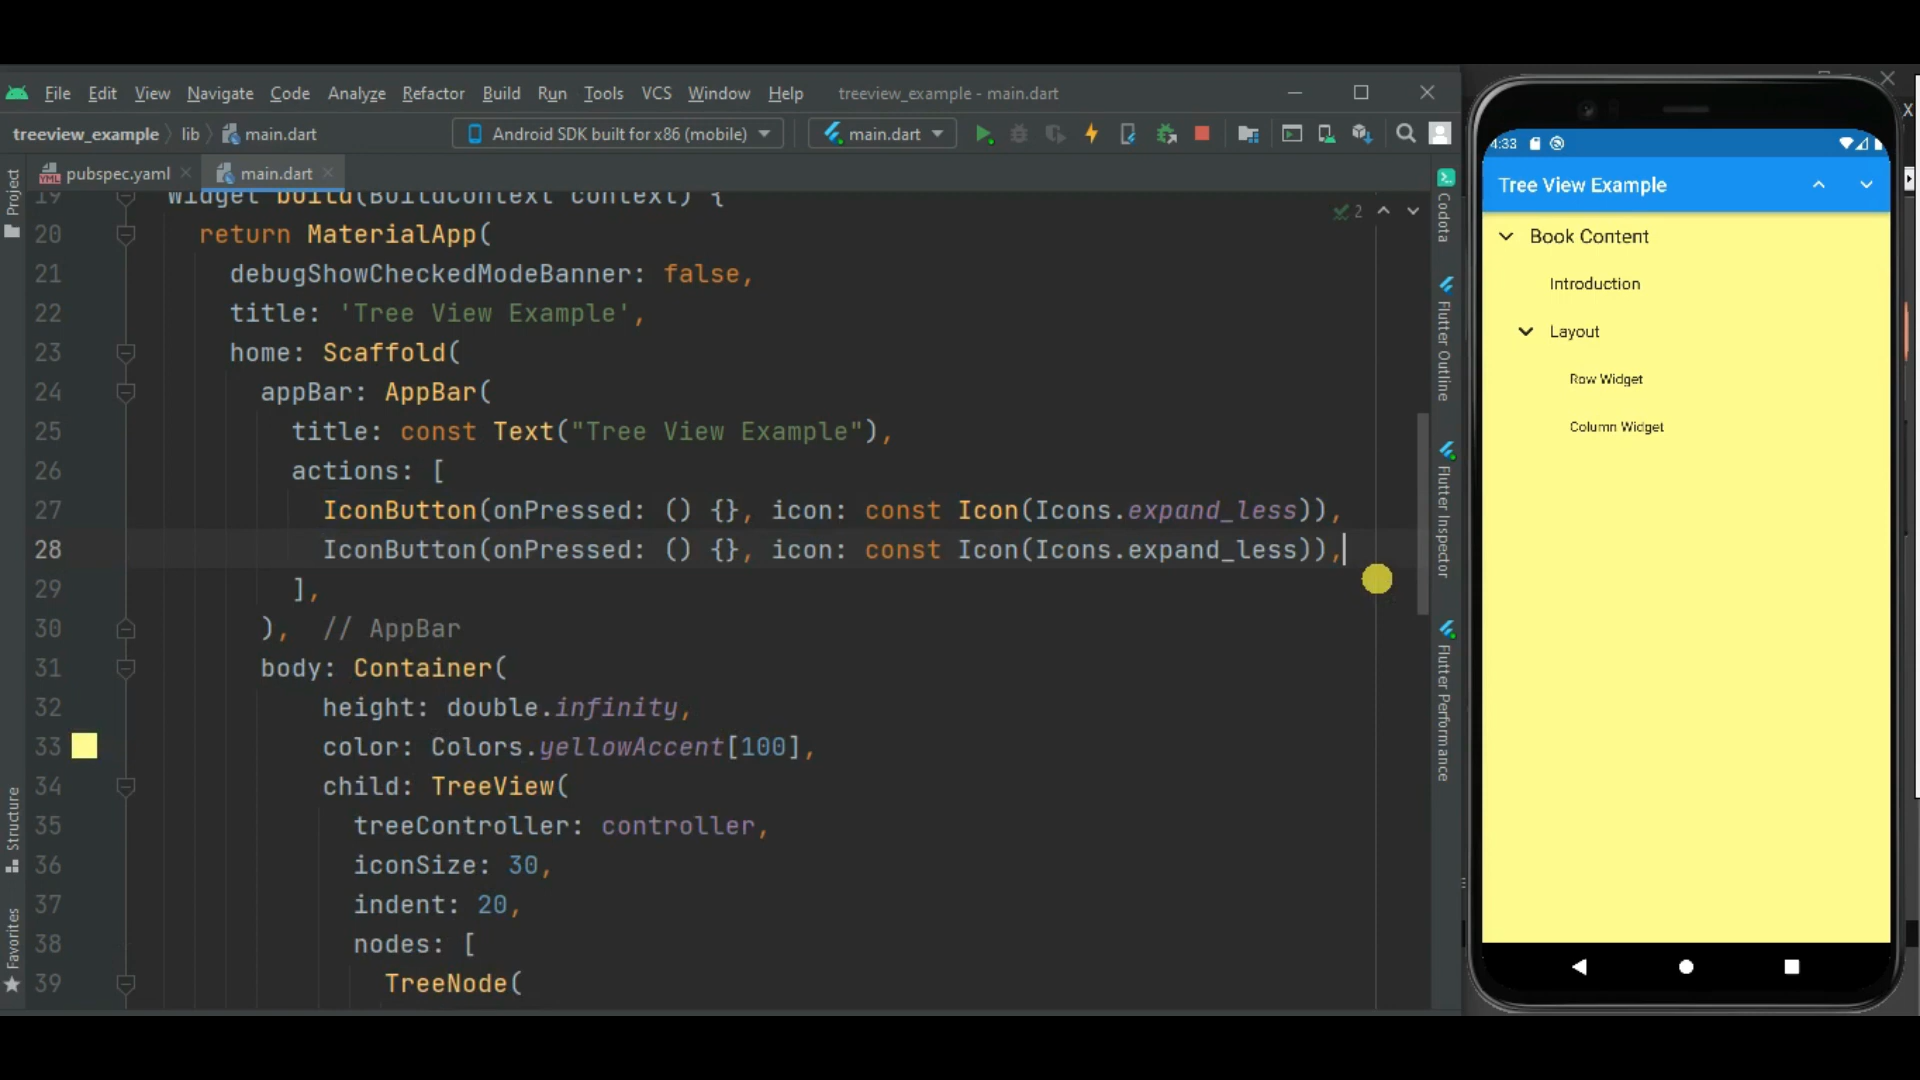 File Edit View Navigate Code Analyze Refactor Build Run Tools VCS Window Help treeview_example - main.dart
treeview_example lib main.dart Android SDK built for x86 (mobile) main.dart
pubspec.yaml main.dart
Project
Structure
Favorites
2
19 Widget build(BuildContext context) {
20 return MaterialApp(
21 debugShowCheckedModeBanner: false,
22 title: 'Tree View Example',
23 home: Scaffold(
24 appBar: AppBar(
25 title: const Text("Tree View Example"),
26 actions: [
27 IconButton(onPressed: () {}, icon: const Icon(Icons.expand_less)),
28 IconButton(onPressed: () {}, icon: const Icon(Icons.expand_less)),
29 ],
30 ), // AppBar
31 body: Container(
32 height: double.infinity,
33 color: Colors.yellowAccent[100],
34 child: TreeView(
35 treeController: controller,
36 iconSize: 30,
37 indent: 20,
38 nodes: [
39 TreeNode(
Codota
Flutter Outline
Flutter Inspector
Flutter Performance
4:33
Tree View Example
Book Content
Introduction
Layout
Row Widget
Column Widget